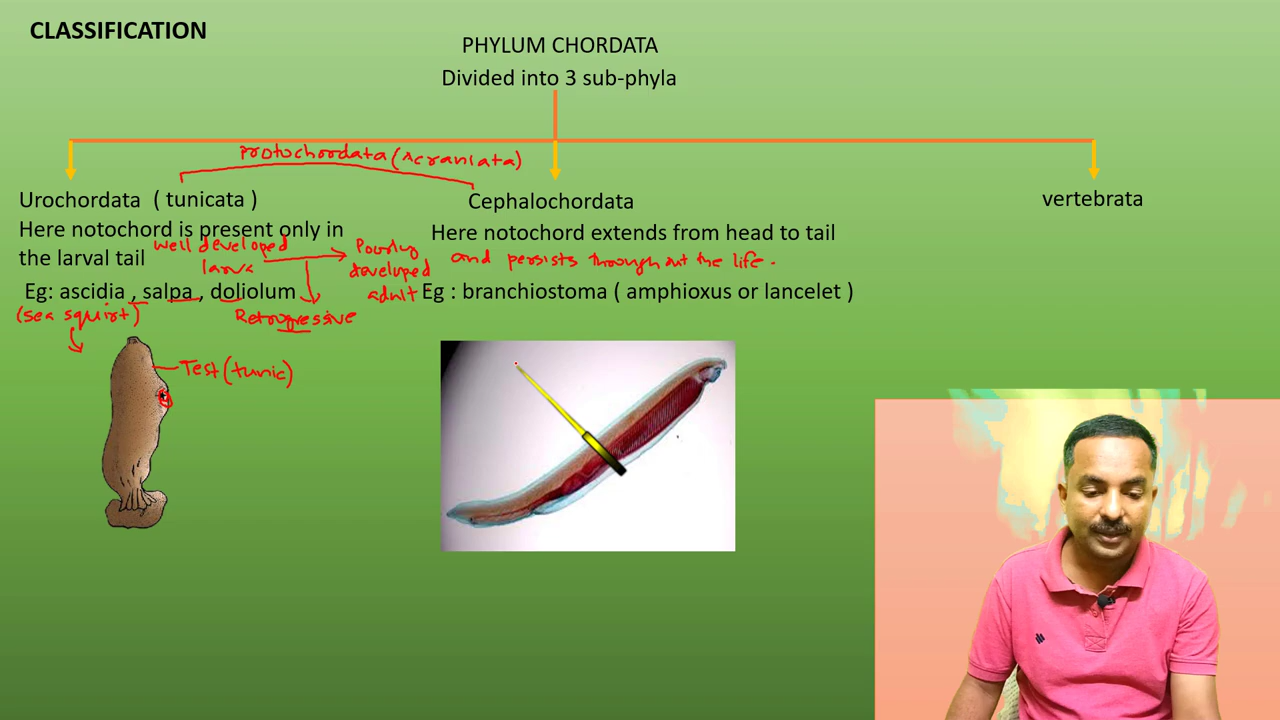 CLASSIFICATION
PHYLUM CHORDATA
Divided into 3 sub-phyla
Protochordata (Acraniata)
Urochordata ( tunicata )
Here notochord is present only in
the larval tail
well developed
larva
Poorly
developed
adult
Retrogressive
Eg: ascidia , salpa , doliolum
(sea squirt)
Test (tunic)
Cephalochordata
Here notochord extends from head to tail
and persists throughout the life .
Eg : branchiostoma ( amphioxus or lancelet )
vertebrata